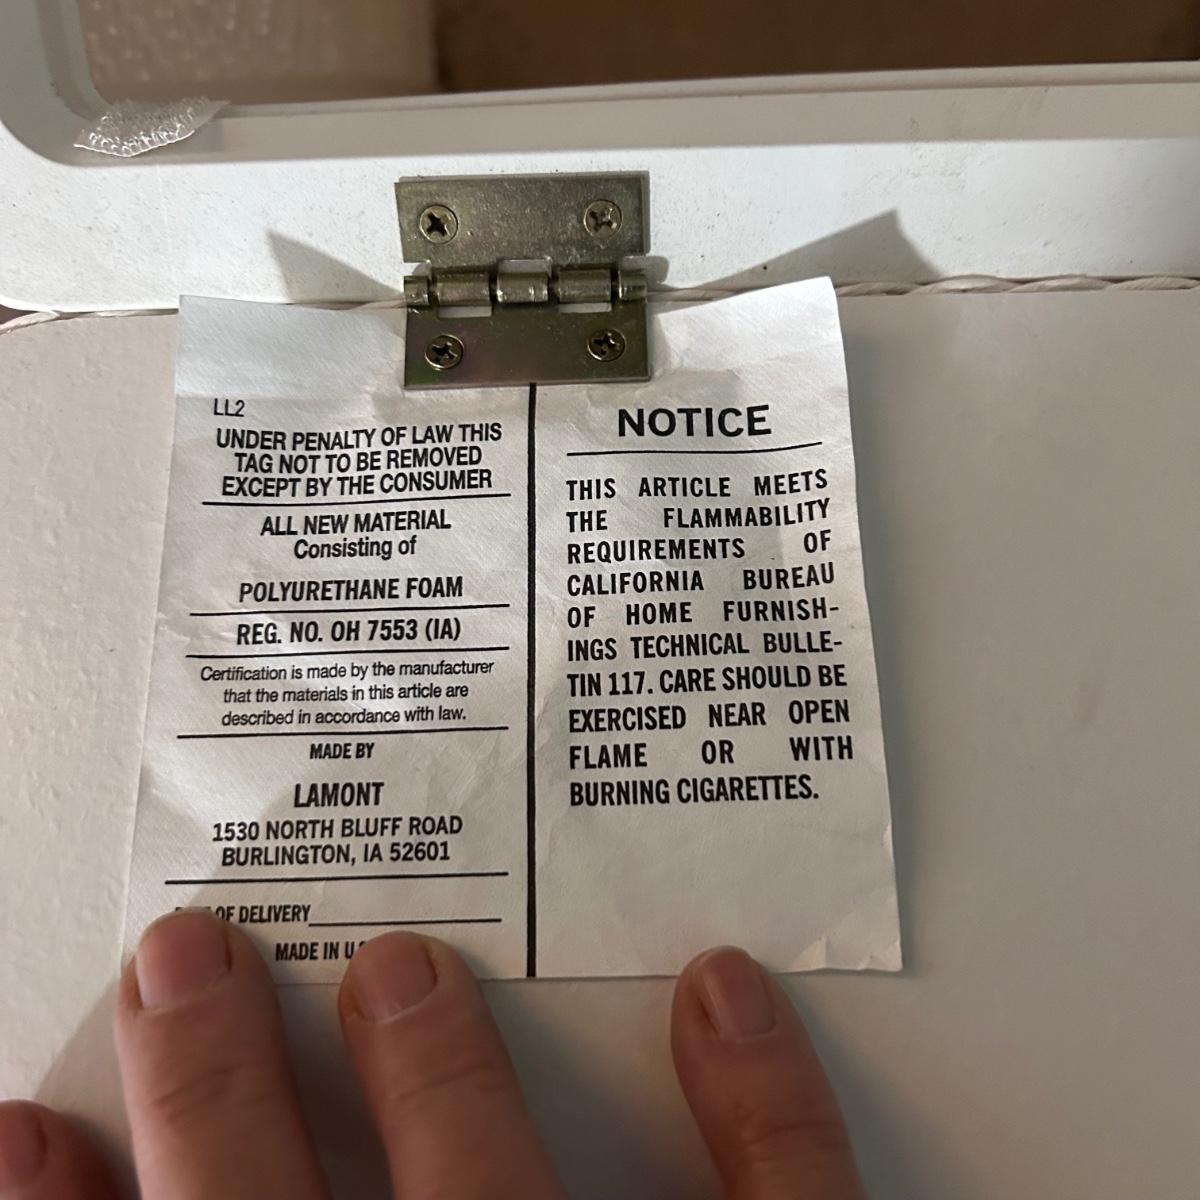 LL2
UNDER PENALTY OF LAW THIS
TAG NOT TO BE REMOVED
EXCEPT BY THE CONSUMER
ALL NEW MATERIAL
Consisting of
POLYURETHANE FOAM
REG. NO. OH 7553 (IA)
Certification is made by the manufacturer
that the materials in this article are
described in accordance with law.
MADE BY
LAMONT
1530 NORTH BLUFF ROAD
BURLINGTON, IA 52601
OF DELIVERY
MADE IN
NOTICE
THIS ARTICLE MEETS
THE FLAMMABILITY
REQUIREMENTS OF
CALIFORNIA BUREAU
OF HOME FURNISH-
INGS TECHNICAL BULLE-
TIN 117. CARE SHOULD BE
EXERCISED NEAR OPEN
FLAME OR WITH
BURNING CIGARETTES.